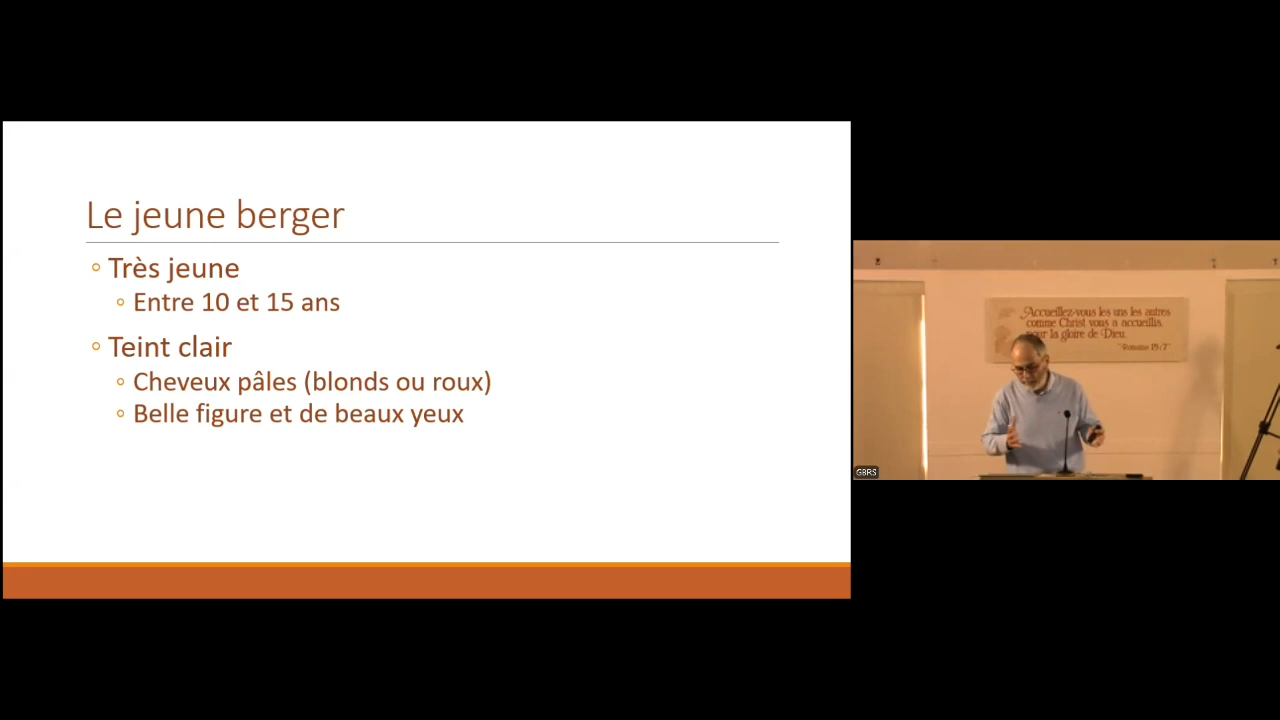 Le jeune berger
Très jeune
Entre 10 et 15 ans
Teint clair
Cheveux pâles (blonds ou roux)
Belle figure et de beaux yeux
Accueillez-vous les uns les autres
comme Christ vous a accueillis,
pour la gloire de Dieu.
Romains 15:7
GBRS